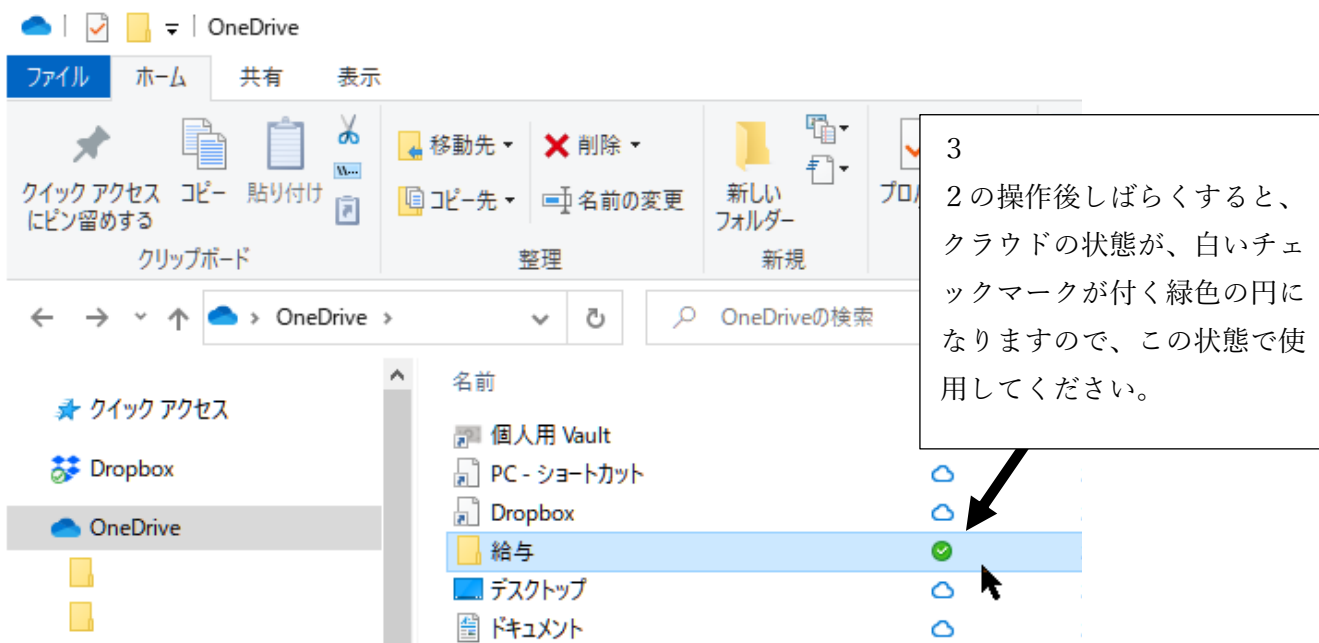 OneDrive
ファイル ホーム 共有 表示
クイック アクセス
にピン留めする
コピー
貼り付け
クリップボード
移動先
コピー先
削除
名前の変更
整理
新しい
フォルダー
新規
3
2の操作後しばらくすると、
クラウドの状態が、白いチェ
ックマークが付く緑色の円に
なりますので、この状態で使
用してください。
OneDrive
OneDriveの検索
クイック アクセス
Dropbox
OneDrive
名前
個人用 Vault
PC - ショートカット
Dropbox
給与
デスクトップ
ドキュメント